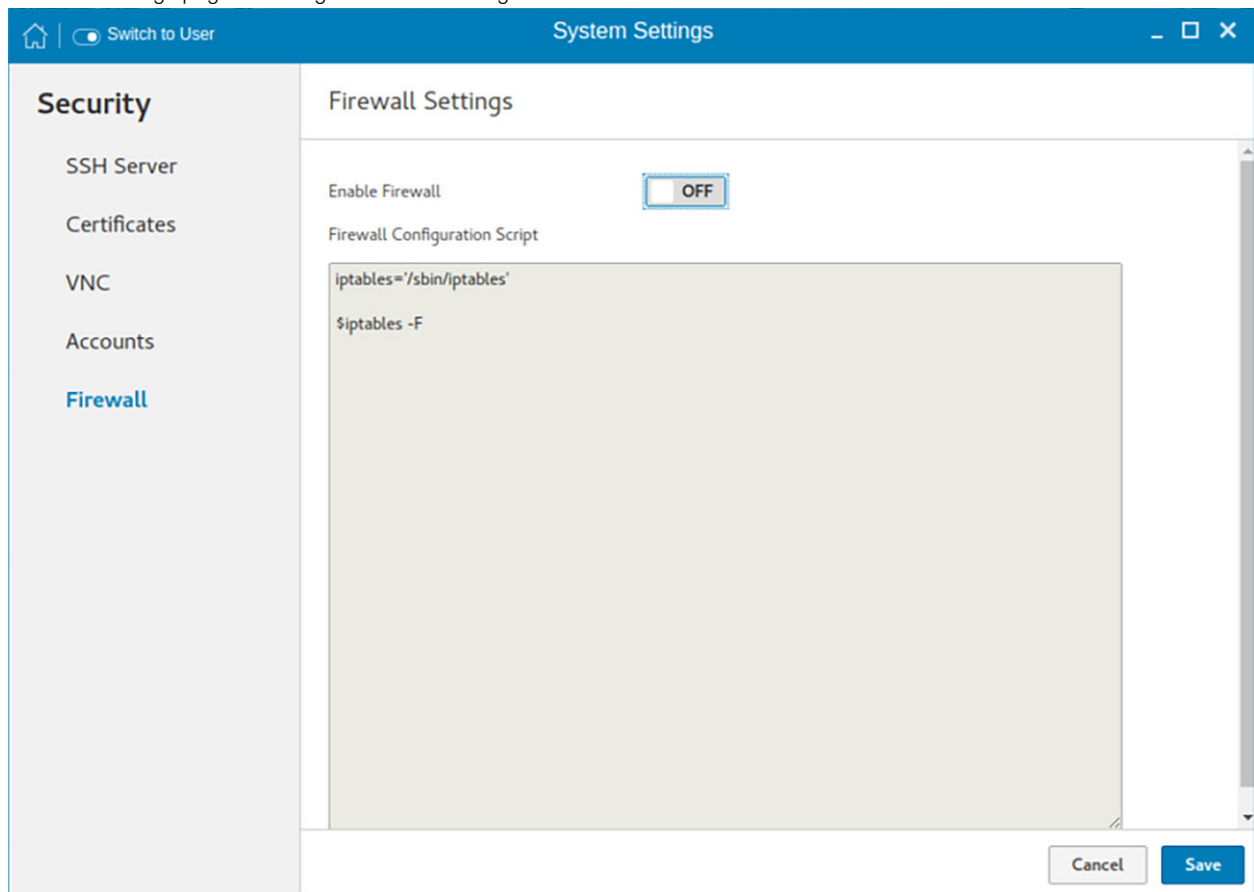 Switch to User
System Settings
Security
SSH Server
Certificates
VNC
Accounts
Firewall
Firewall Settings
Enable Firewall
OFF
Firewall Configuration Script
iptables='/sbin/iptables'
$iptables -F
Cancel
Save